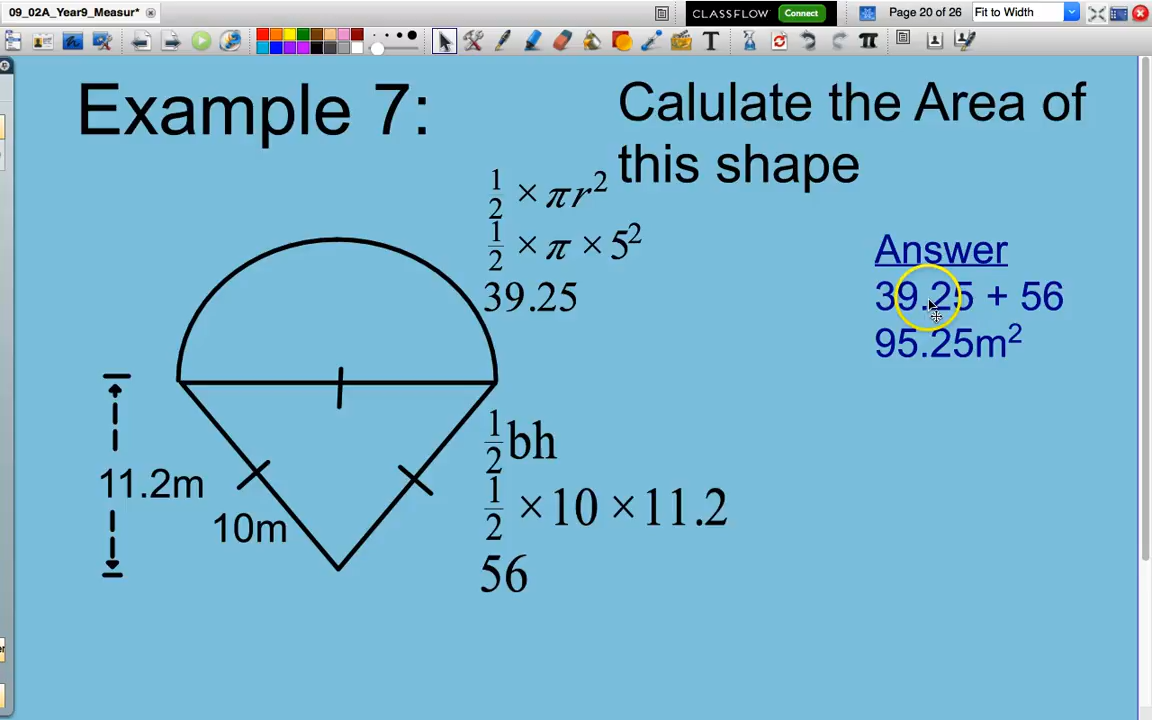 09_02A_Year9_Measur*
CLASSFLOW
Connect
Page 20 of 26
Fit to Width
Example 7:
Calulate the Area of
this shape
1/2 × πr²
1/2 × π × 5²
39.25
Answer
39.25 + 56
95.25m²
11.2m
10m
1/2 bh
1/2 × 10 × 11.2
56